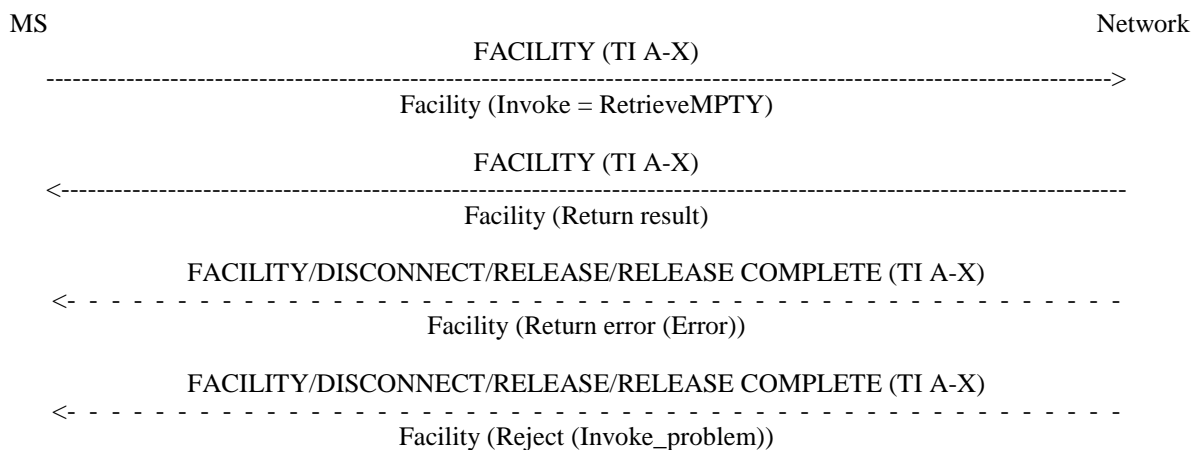 MS Network
FACILITY (TI A-X)
Facility (Invoke = RetrieveMPTY)
FACILITY (TI A-X)
Facility (Return result)
FACILITY/DISCONNECT/RELEASE/RELEASE COMPLETE (TI A-X)
Facility (Return error (Error))
FACILITY/DISCONNECT/RELEASE/RELEASE COMPLETE (TI A-X)
Facility (Reject (Invoke_problem))